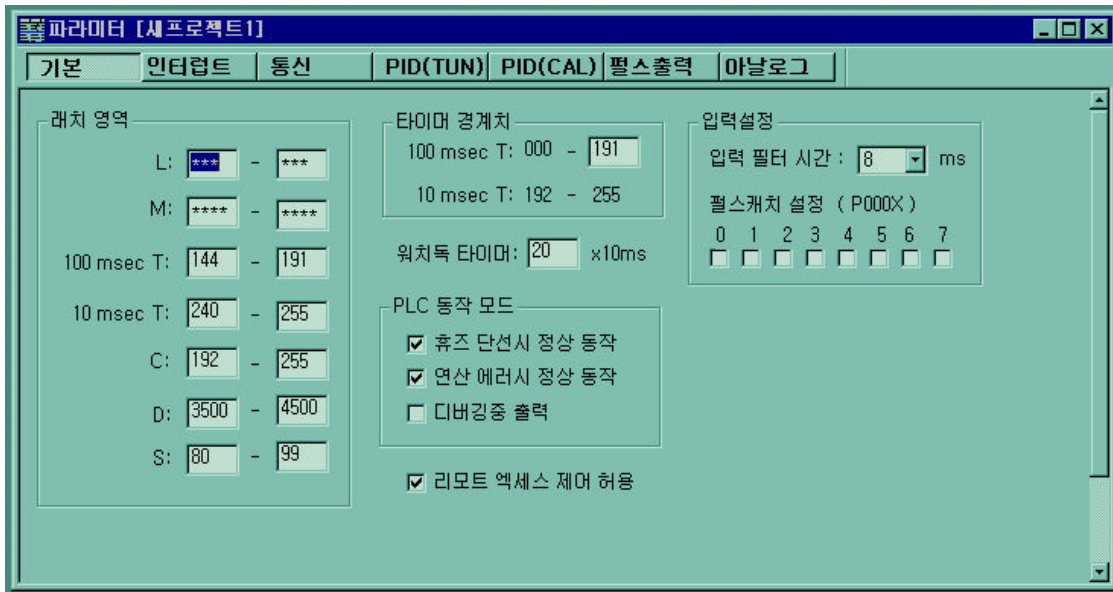 파라미터 [새프로젝트1]
기본 인터럽트 통신 PID(TUN) PID(CAL) 펄스출력 아날로그
래치 영역
L: *** - ***
M: **** - ****
100 msec T: 144 - 191
10 msec T: 240 - 255
C: 192 - 255
D: 3500 - 4500
S: 80 - 99
타이머 경계치
100 msec T: 000 - 191
10 msec T: 192 - 255
워치독 타이머: 20 x10ms
PLC 동작 모드
휴즈 단선시 정상 동작
연산 에러시 정상 동작
디버깅중 출력
리모트 엑세스 제어 허용
입력설정
입력 필터 시간 : 8 ms
펄스캐치 설정 ( P000X )
0 1 2 3 4 5 6 7